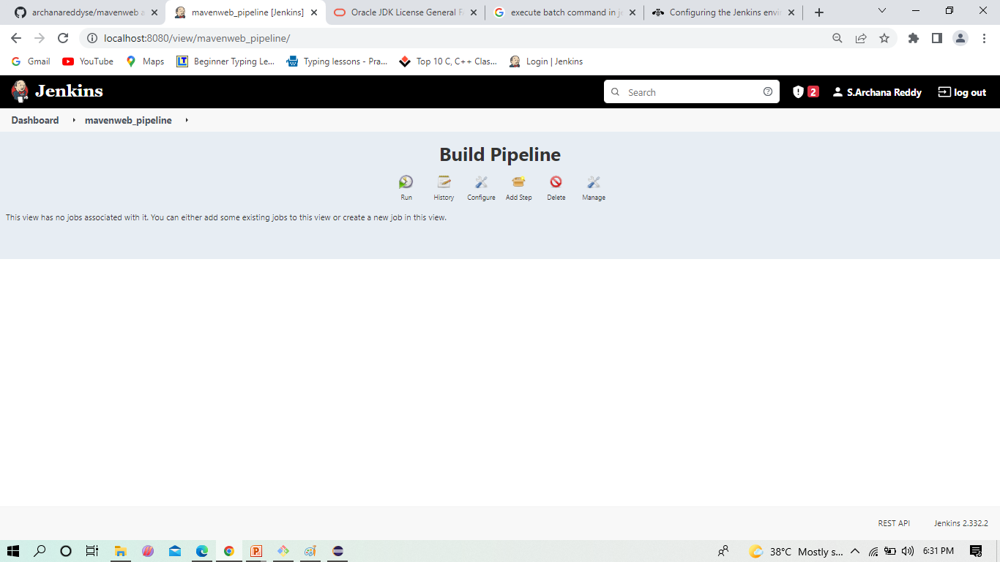 archanareddyse/mavenweb a
mavenweb_pipeline [Jenkins]
Oracle JDK License General F
execute batch command in je
Configuring the Jenkins envir
localhost:8080/view/mavenweb_pipeline/
Gmail
YouTube
Maps
LT
Beginner Typing Le...
Typing lessons - Pra...
Top 10 C, C++ Clas...
Login | Jenkins
Jenkins
Search
2
S.Archana Reddy
log out
Dashboard
mavenweb_pipeline
Build Pipeline
Run
History
Configure
Add Step
Delete
Manage
This view has no jobs associated with it. You can either add some existing jobs to this view or create a new job in this view.
REST API
Jenkins 2.332.2
38°C Mostly s...
6:31 PM